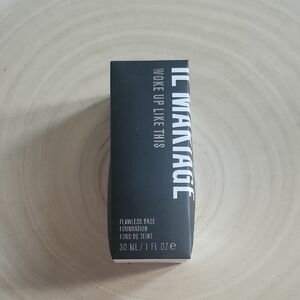 IL MAKIAGE
WOKE UP LIKE THIS
FLAWLESS BASE
FOUNDATION
FOND DE TEINT
30 ML / 1 FL OZ e